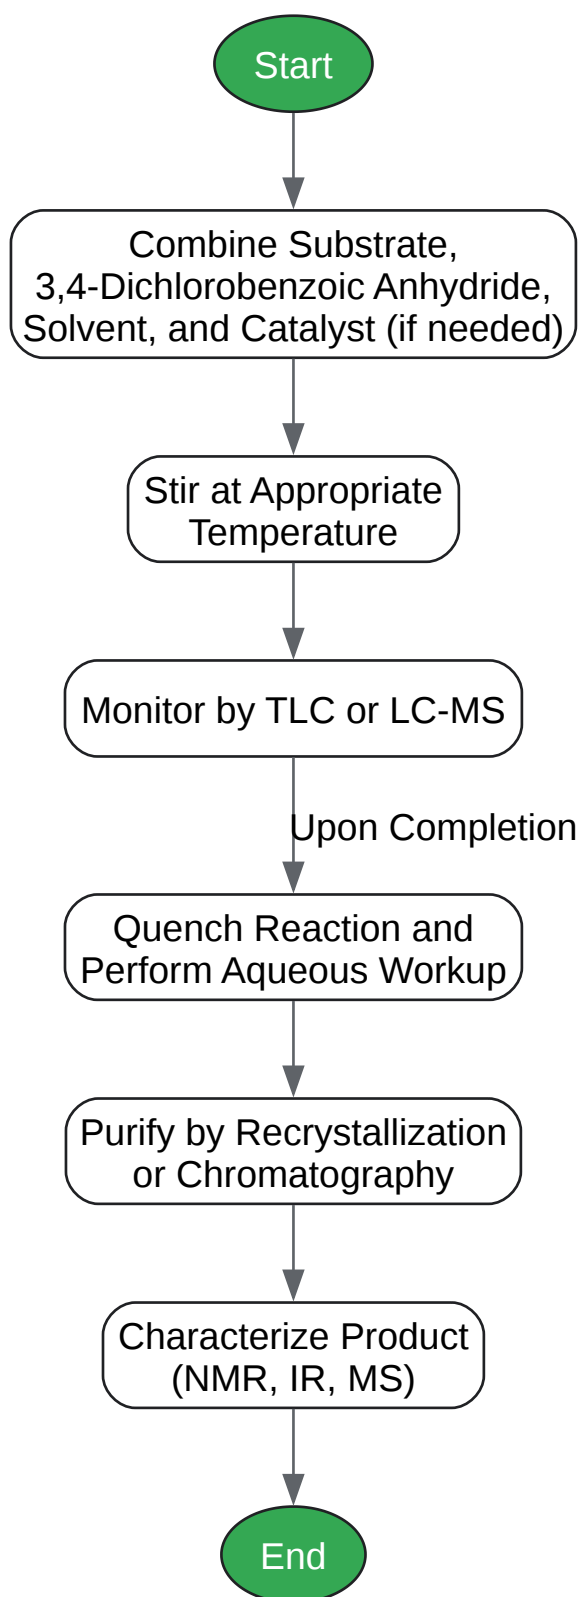 Start
Combine Substrate,
3,4-Dichlorobenzoic Anhydride,
Solvent, and Catalyst (if needed)
Stir at Appropriate
Temperature
Monitor by TLC or LC-MS
Upon Completion
Quench Reaction and
Perform Aqueous Workup
Purify by Recrystallization
or Chromatography
Characterize Product
(NMR, IR, MS)
End